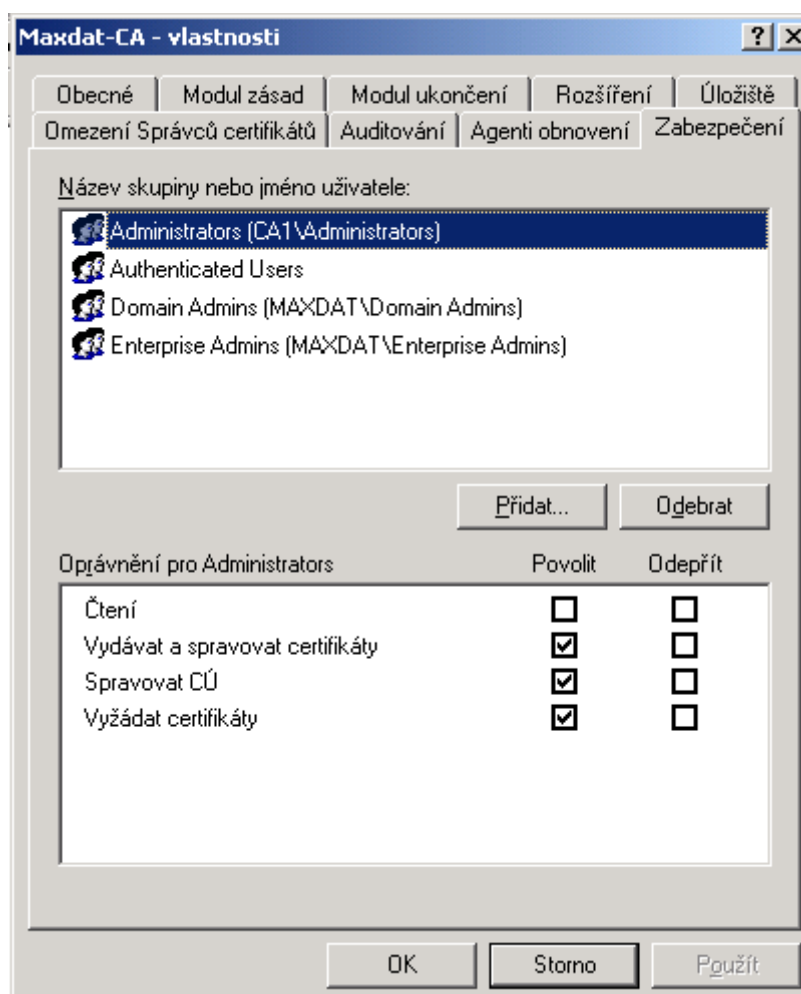 Maxdat-CA - vlastnosti
Obecné Modul zásad Modul ukončení Rozšíření Úložiště
Omezení Správců certifikátů Auditování Agenti obnovení Zabezpečení
Název skupiny nebo jméno uživatele:
Administrators (CA1\Administrators)
Authenticated Users
Domain Admins (MAXDAT\Domain Admins)
Enterprise Admins (MAXDAT\Enterprise Admins)
Přidat... Odebrat
Oprávnění pro Administrators Povolit Odepřít
Čtení
Vydávat a spravovat certifikáty
Spravovat CÚ
Vyžádat certifikáty
OK Storno Použít